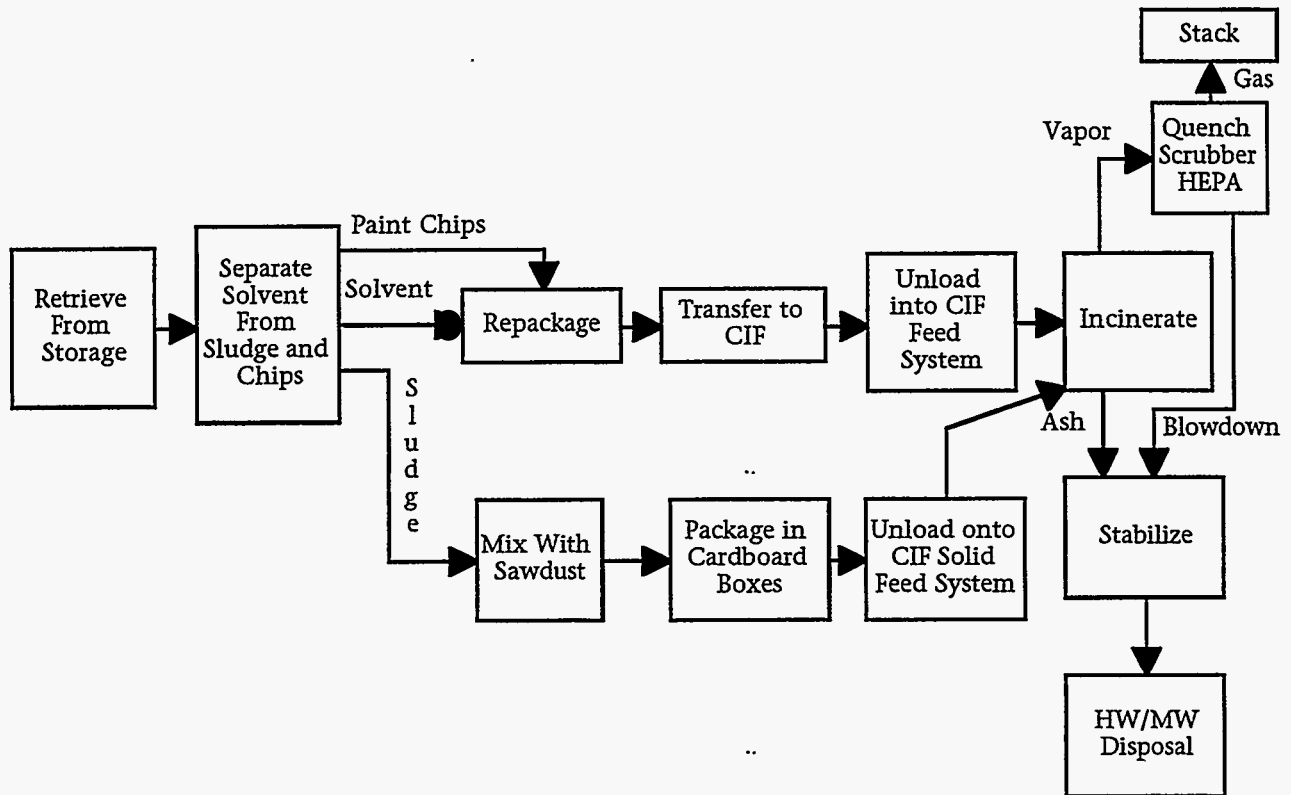 Stack
Gas
Vapor
Quench
Scrubber
HEPA
Paint Chips
Retrieve
From
Storage
Separate
Solvent
From
Sludge and
Chips
Solvent
Repackage
Transfer to
CIF
Unload
into CIF
Feed
System
Incinerate
Sludge
Ash
Blowdown
Mix With
Sawdust
Package in
Cardboard
Boxes
Unload onto
CIF Solid
Feed System
Stabilize
HW/MW
Disposal